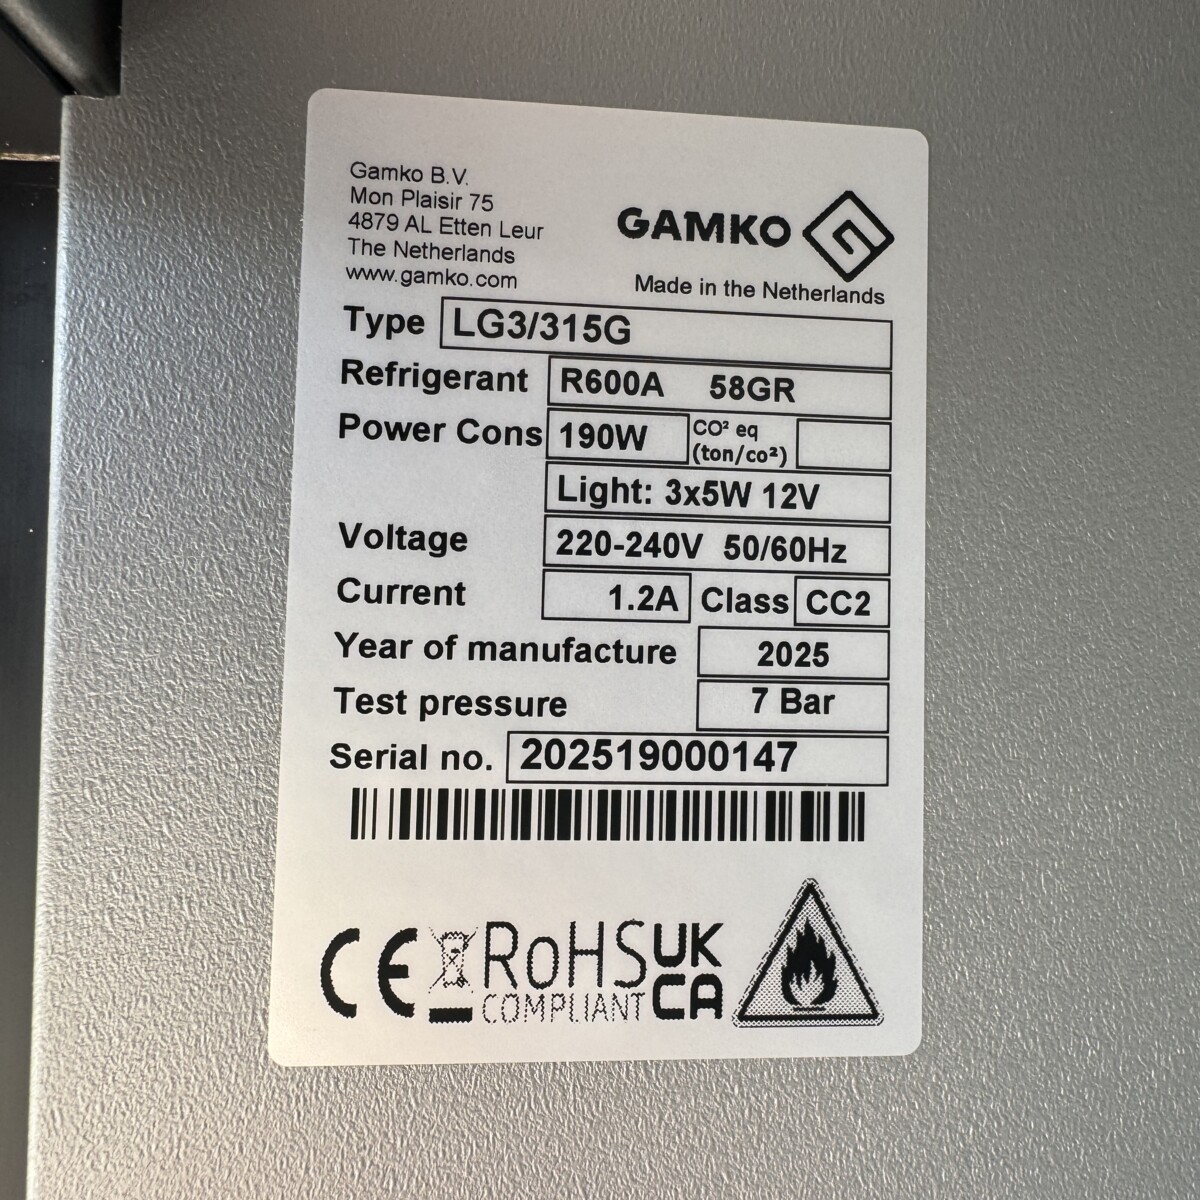 Gamko B.V.
Mon Plaisir 75
4879 AL Etten Leur
The Netherlands
www.gamko.com
GAMKO
Made in the Netherlands
Type LG3/315G
Refrigerant R600A 58GR
Power Cons 190W CO² eq (ton/co²)
Light: 3x5W 12V
Voltage 220-240V 50/60Hz
Current 1.2A Class CC2
Year of manufacture 2025
Test pressure 7 Bar
Serial no. 202519000147
CE RoHS COMPLIANT UK CA